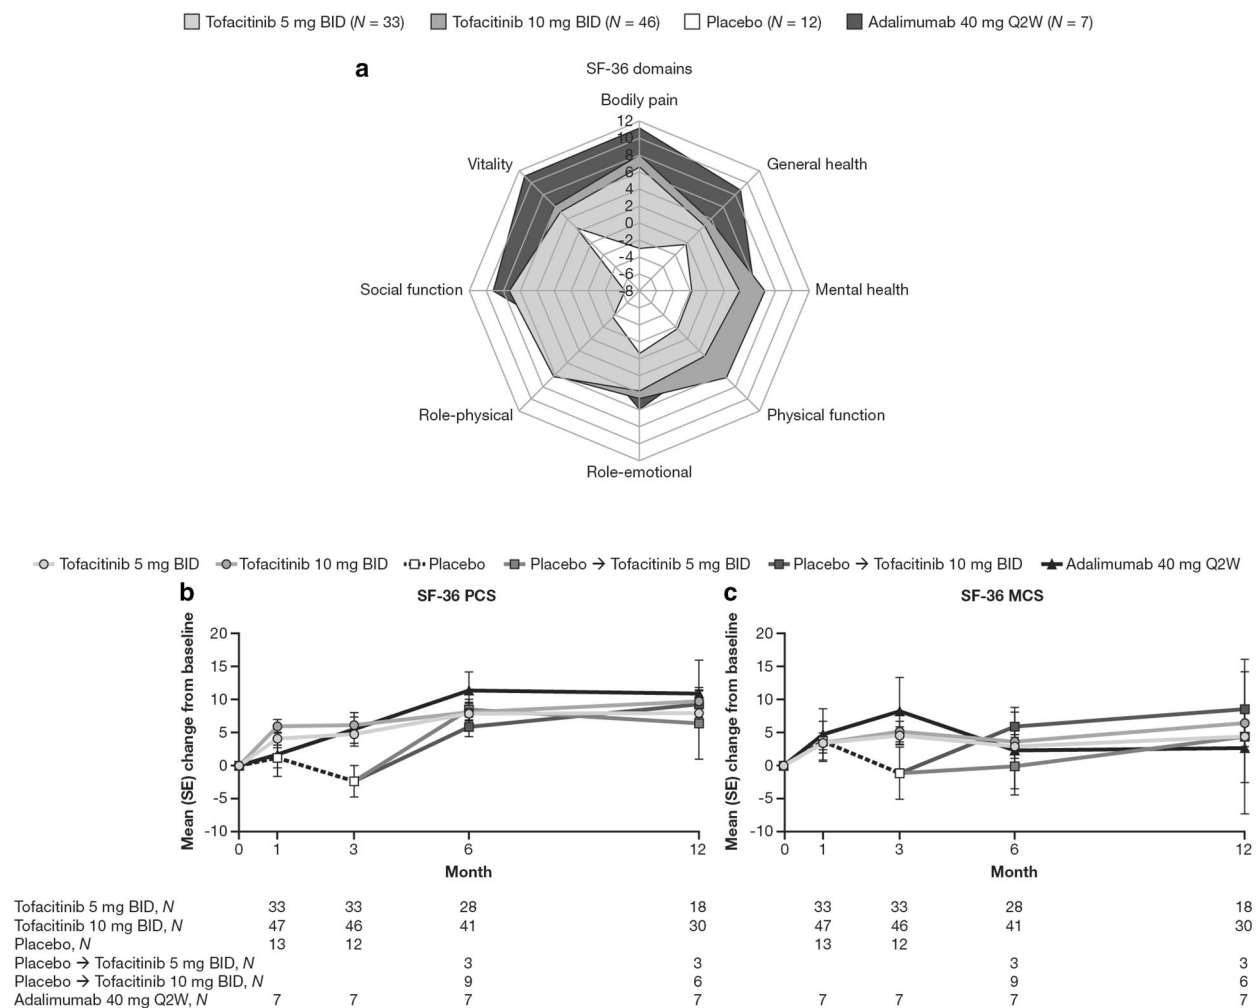 Tofacitinib 5 mg BID (N = 33) Tofacitinib 10 mg BID (N = 46) Placebo (N = 12) Adalimumab 40 mg Q2W (N = 7)
a
SF-36 domains
Bodily pain
12
10
8
6
4
2
0
-2
-4
-6
-8
Vitality
General health
Social function
Mental health
Role-physical
Physical function
Role-emotional
Tofacitinib 5 mg BID Tofacitinib 10 mg BID Placebo Placebo → Tofacitinib 5 mg BID Placebo → Tofacitinib 10 mg BID Adalimumab 40 mg Q2W
b
SF-36 PCS
Mean (SE) change from baseline
20
15
10
5
0
-5
-10
0 1 3 6 12
Month
c
SF-36 MCS
Mean (SE) change from baseline
20
15
10
5
0
-5
-10
0 1 3 6 12
Month
Tofacitinib 5 mg BID, N 33 33 28 18 33 33 28 18
Tofacitinib 10 mg BID, N 47 46 41 30 47 46 41 30
Placebo, N 13 12 13 12
Placebo → Tofacitinib 5 mg BID, N 3 3 3 3
Placebo → Tofacitinib 10 mg BID, N 9 6 9 6
Adalimumab 40 mg Q2W, N 7 7 7 7 7 7 7 7